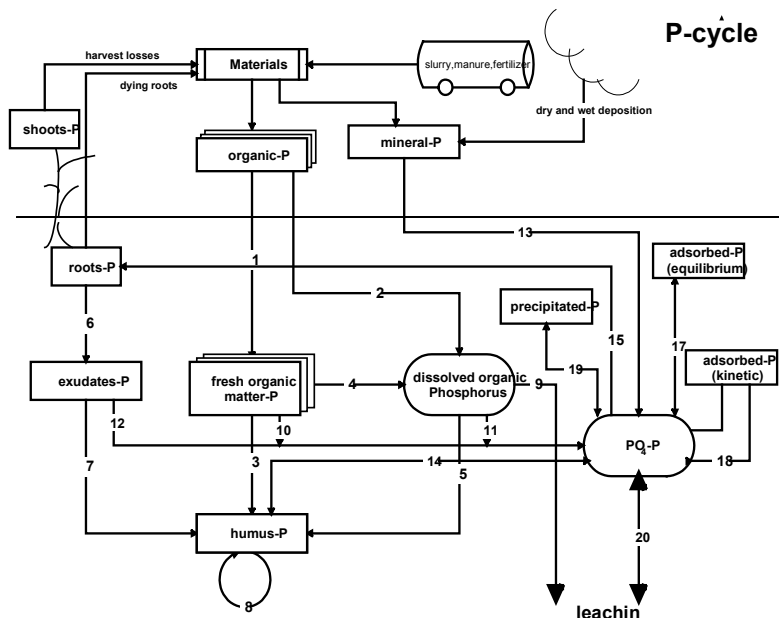 P-cycle
harvest losses
Materials
slurry,manure,fertilizer
dying roots
dry and wet deposition
shoots-P
organic-P
mineral-P
13
roots-P
1
adsorbed-P
(equilibrium)
2
precipitated-P
6
15
17
19
adsorbed-P
(kinetic)
exudates-P
fresh organic
matter-P
4
dissolved organic
Phosphorus
9
12
10
11
PO4-P
7
3
14
5
18
humus-P
20
8
leachin